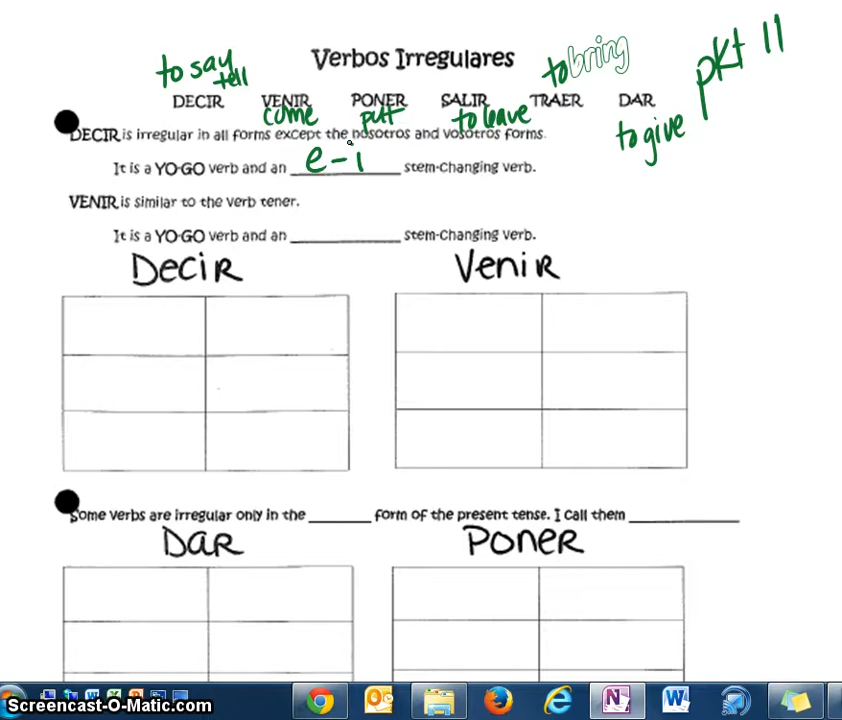 Verbos Irregulares
pkt 11
to say
tell
to bring
DECIR VENIR PONER SALIR TRAER DAR
come put to leave to give
DECIR is irregular in all forms except the nosotros and vosotros forms.
It is a YO-GO verb and an e-i stem-changing verb.
VENIR is similar to the verb tener.
It is a YO-GO verb and an __________ stem-changing verb.
Decir Venir
Some verbs are irregular only in the ______ form of the present tense. I call them __________
Dar Poner
Screencast-O-Matic.com